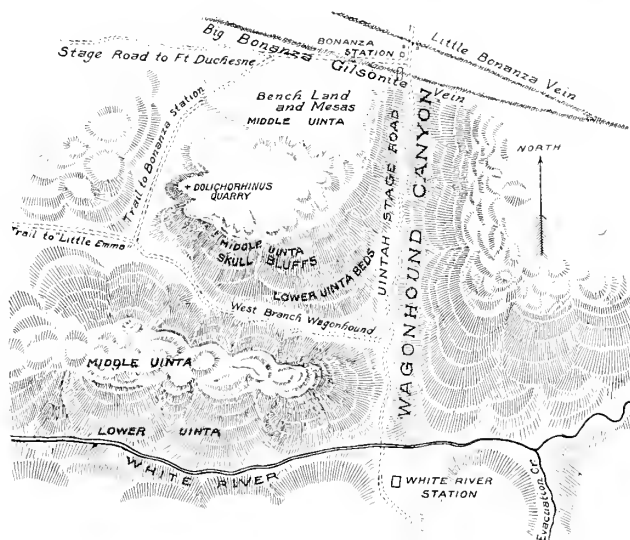 Big Bonanza Gilsonite Vein
BONANZA
STATION
Little Bonanza Vein
Stage Road to Ft Duchesne
Bench Land
and Mesas
MIDDLE UINTA
Trail to Bonanza Station
UINTAH STAGE ROAD
WAGONHOUND CANYON
NORTH
+ DOLICHORHINUS
QUARRY
Trail to Little Emma
MIDDLE UINTA
SKULL BLUFFS
LOWER UINTA BEDS
West Branch Wagonhound
MIDDLE UINTA
LOWER UINTA
WHITE RIVER
WHITE RIVER
STATION
Evacuation Cr.